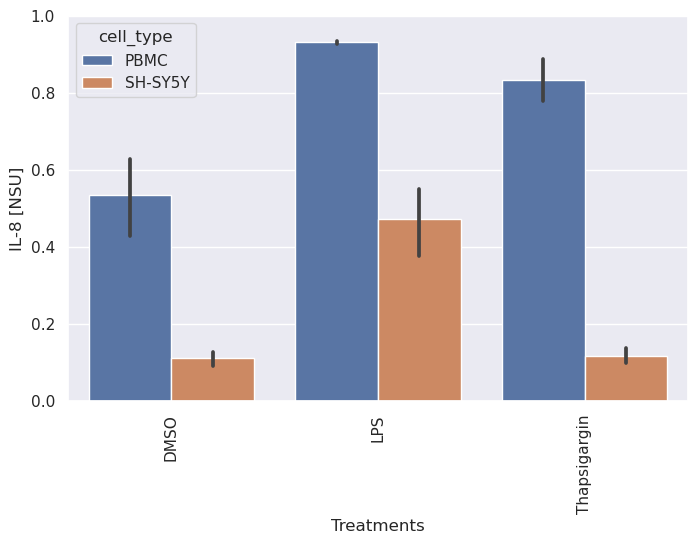 cell_type
PBMC
SH-SY5Y
1.0
0.8
0.6
0.4
0.2
0.0
IL-8 [NSU]
DMSO
LPS
Thapsigargin
Treatments